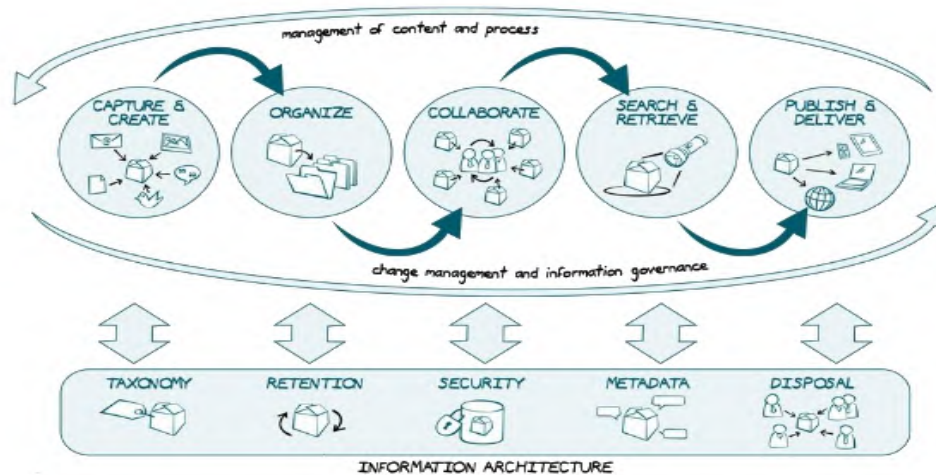 management of content and process
CAPTURE &
CREATE
ORGANIZE
COLLABORATE
SEARCH &
RETRIEVE
PUBLISH &
DELIVER
change management and information governance
TAXONOMY
RETENTION
SECURITY
METADATA
DISPOSAL
INFORMATION ARCHITECTURE